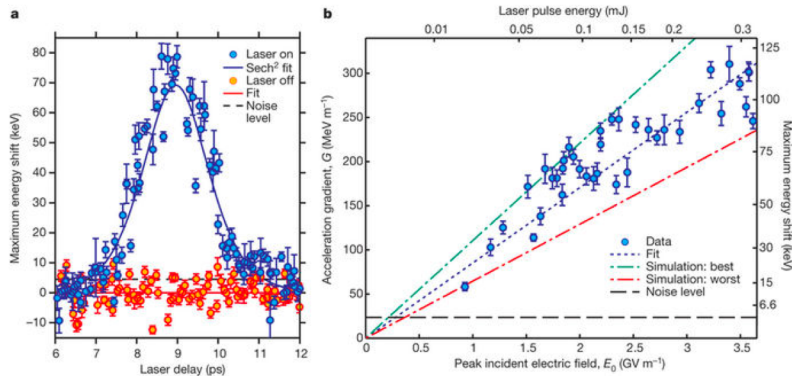 a
Maximum energy shift (keV)
80
70
60
50
40
30
20
10
0
−10
Laser on
Sech² fit
Laser off
Fit
Noise
level
6 7 8 9 10 11 12
Laser delay (ps)
b
Laser pulse energy (mJ)
0.01 0.05 0.1 0.2 0.3
Acceleration gradient, G (MeV m⁻¹)
300
250
200
150
100
50
0
125
100
75
50
30
15
6.6
Maximum energy shift (keV)
Data
Fit
Simulation: best
Simulation: worst
Noise level
0 0.5 1 1.5 2 2.5 3 3.5
Peak incident electric field, E₀ (GV m⁻¹)